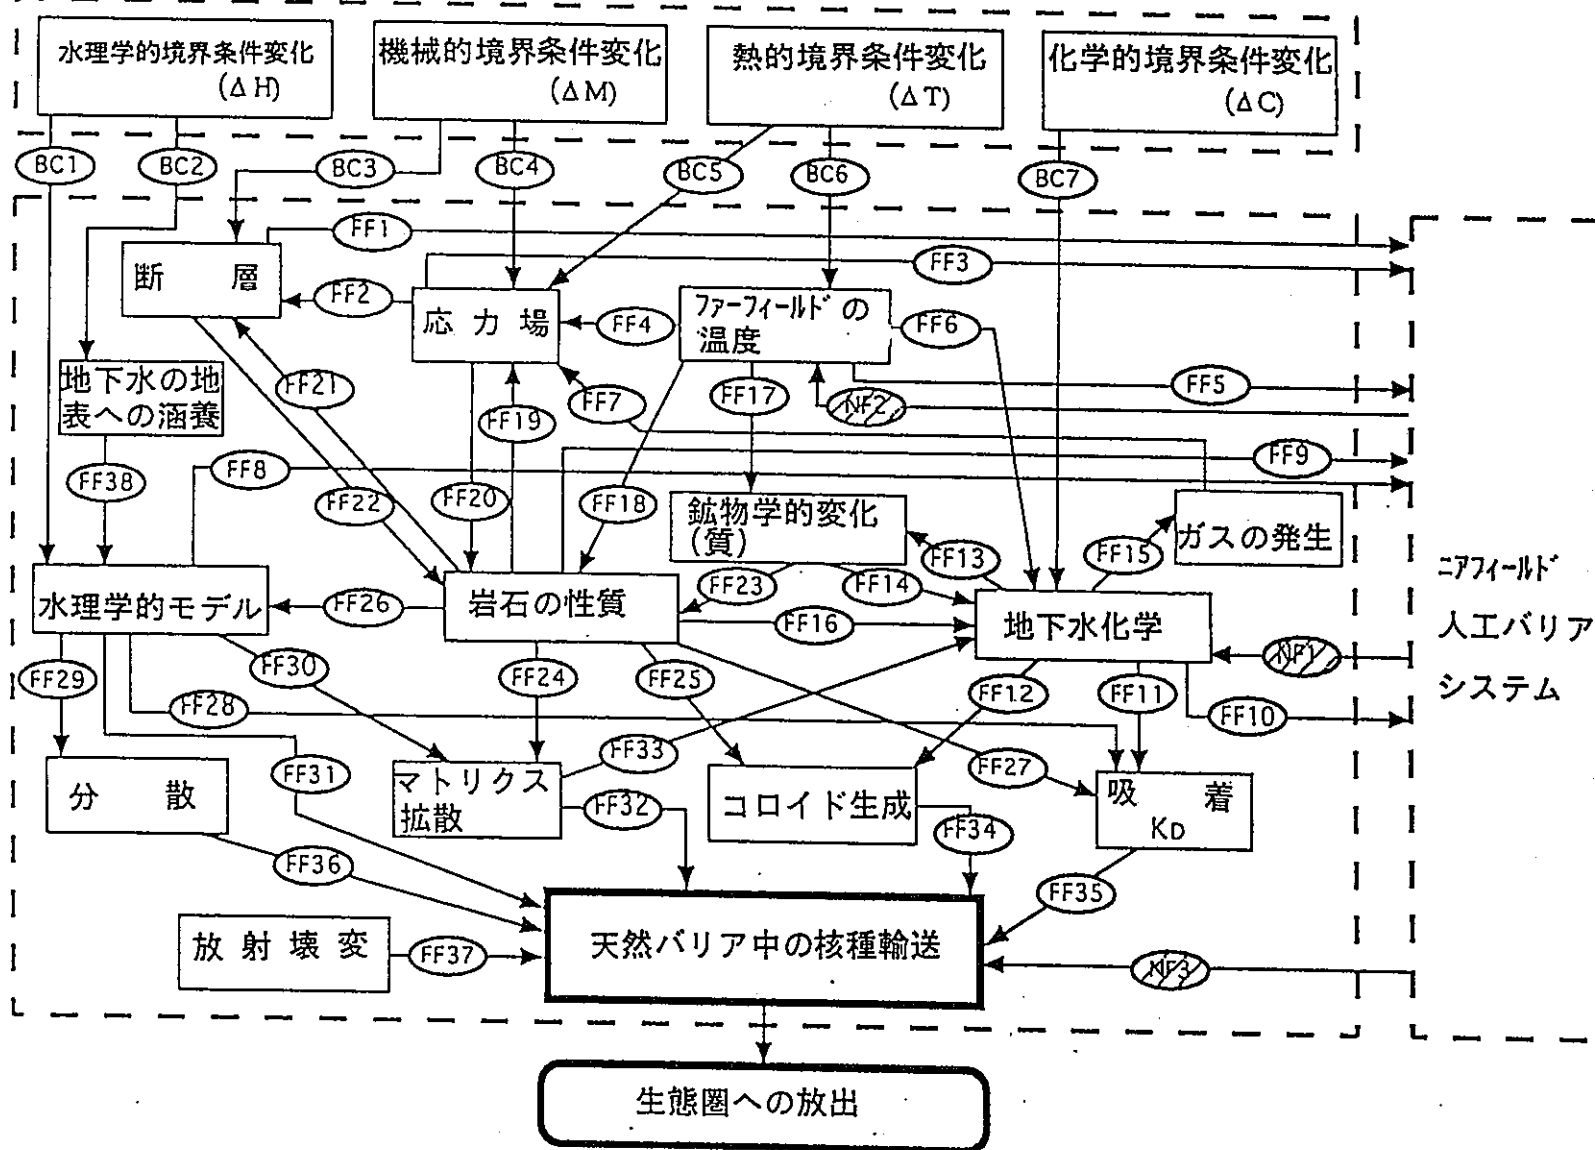 水理学的境界条件変化
(ΔH)
機械的境界条件変化
(ΔM)
熱的境界条件変化
(ΔT)
化学的境界条件変化
(ΔC)
BC1
BC2
BC3
BC4
BC5
BC6
BC7
FF1
断 層
FF2
応 力 場
FF3
FF4
ファーフィールドの
温度
FF6
地下水の地
表への涵養
FF21
FF19
FF7
FF17
NF2
FF5
FF38
FF8
FF22
FF20
FF18
FF9
鉱物学的変化
(質)
FF13
FF15
ガスの発生
水理学的モデル
FF26
岩石の性質
FF23
FF14
FF16
地下水化学
NF1
ニアフィールド
人工バリア
システム
FF29
FF30
FF28
FF24
FF25
FF12
FF11
FF10
FF31
FF33
FF27
分 散
マトリクス
拡散
FF32
コロイド生成
FF34
吸 着
KD
FF36
FF35
放 射 壊 変
FF37
天然バリア中の核種輸送
NF3
生態圏への放出